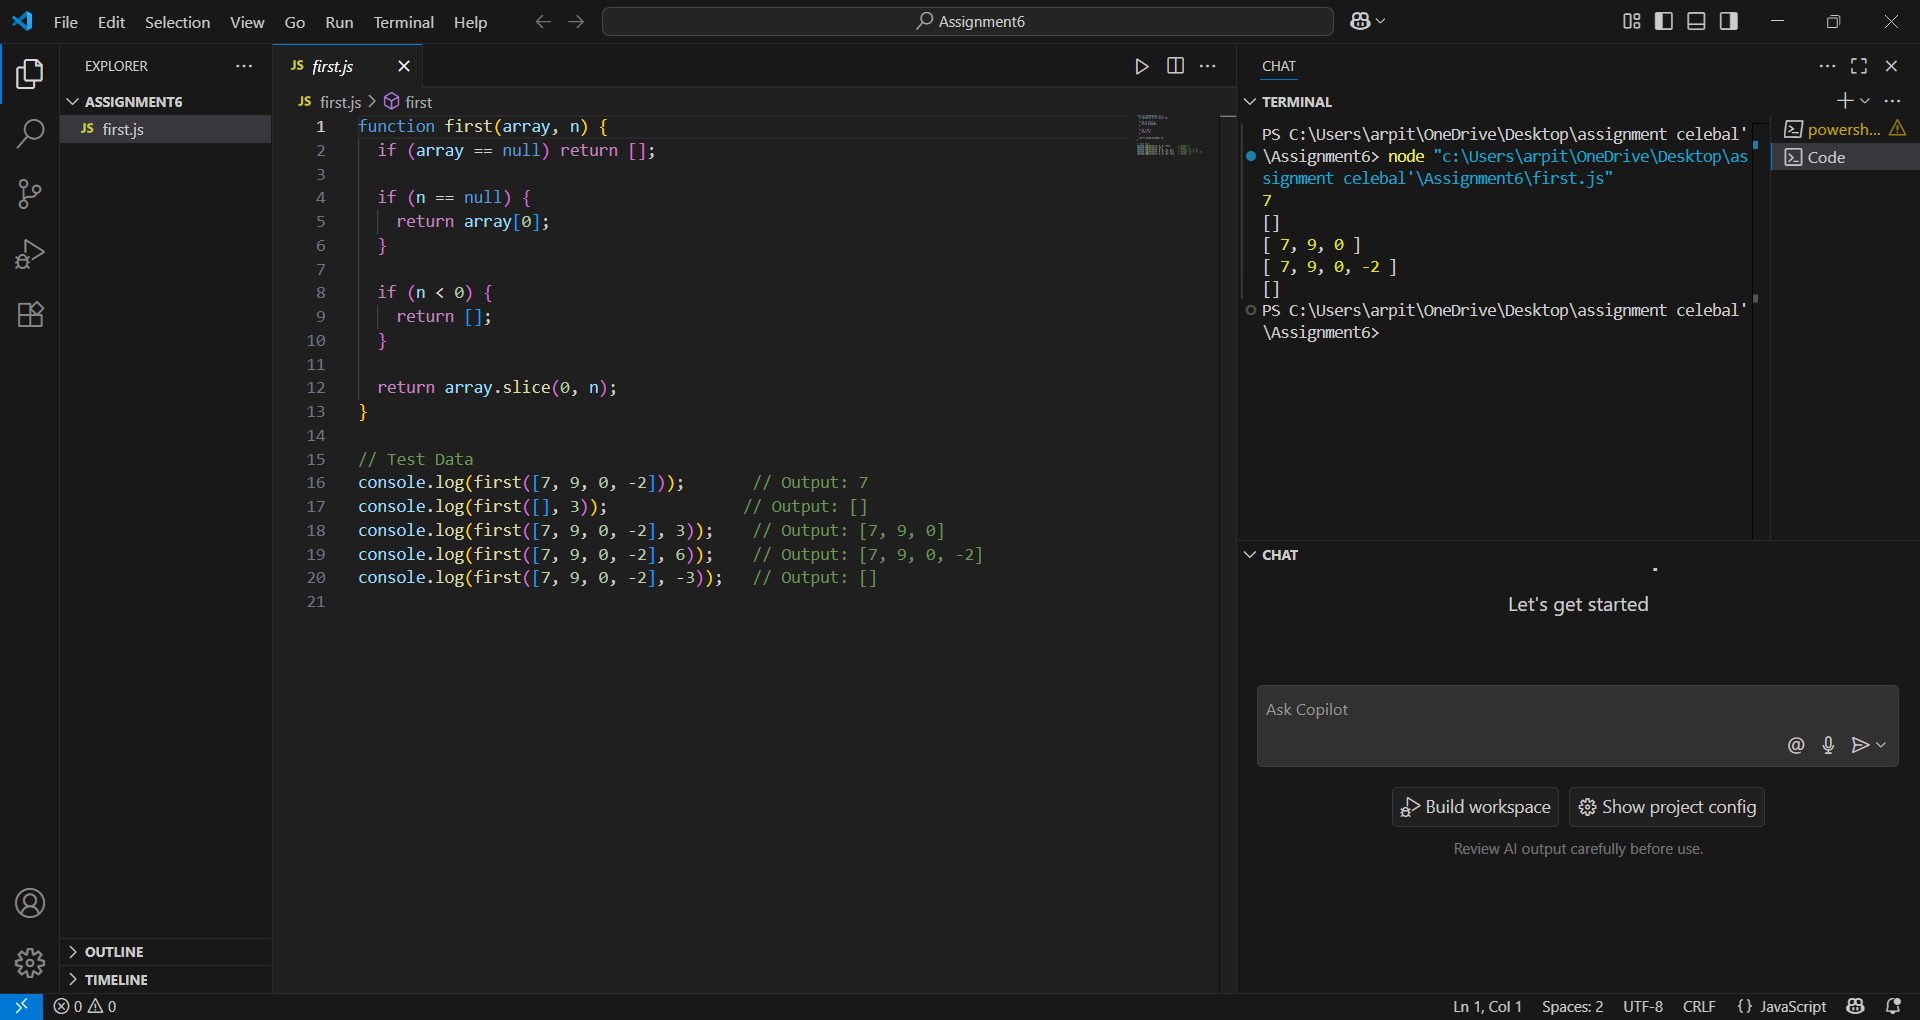 File Edit Selection View Go Run Terminal Help
Assignment6
EXPLORER
ASSIGNMENT6
JS first.js
OUTLINE
TIMELINE
JS first.js
JS first.js > first
1 function first(array, n) {
2 if (array == null) return [];
3
4 if (n == null) {
5 return array[0];
6 }
7
8 if (n < 0) {
9 return [];
10 }
11
12 return array.slice(0, n);
13 }
14
15 // Test Data
16 console.log(first([7, 9, 0, -2])); // Output: 7
17 console.log(first([], 3)); // Output: []
18 console.log(first([7, 9, 0, -2], 3)); // Output: [7, 9, 0]
19 console.log(first([7, 9, 0, -2], 6)); // Output: [7, 9, 0, -2]
20 console.log(first([7, 9, 0, -2], -3)); // Output: []
21
CHAT
TERMINAL
PS C:\Users\arpit\OneDrive\Desktop\assignment celebal'
\Assignment6> node "c:\Users\arpit\OneDrive\Desktop\as
signment celebal'\Assignment6\first.js"
7
[]
[ 7, 9, 0 ]
[ 7, 9, 0, -2 ]
[]
PS C:\Users\arpit\OneDrive\Desktop\assignment celebal'
\Assignment6>
powersh...
Code
CHAT
Let's get started
Ask Copilot
@
Build workspace
Show project config
Review AI output carefully before use.
0 0
Ln 1, Col 1 Spaces: 2 UTF-8 CRLF {} JavaScript